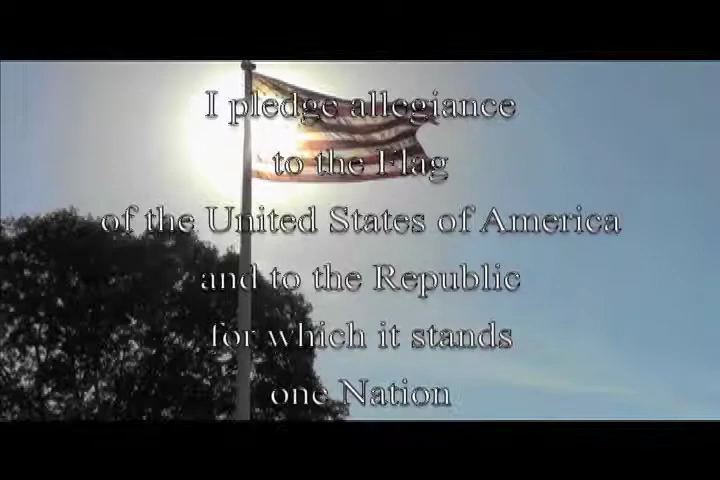 I pledge allegiance
to the Flag
of the United States of America
and to the Republic
for which it stands
one Nation